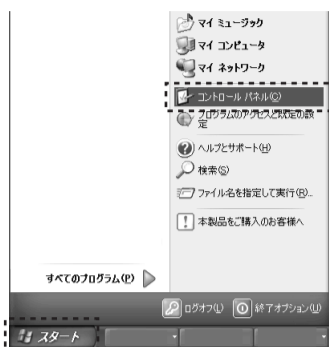 マイ ミュージック
マイ コンピュータ
マイ ネットワーク
コントロール パネル(C)
プログラムのアクセスと既定の設
定
ヘルプとサポート(H)
検索(S)
ファイル名を指定して実行(R)...
本製品をご購入のお客様へ
すべてのプログラム(P)
ログオフ(L)
終了オプション(U)
スタート